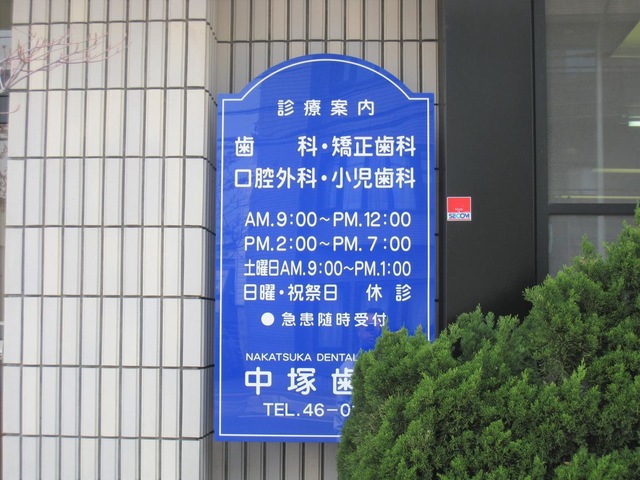 診療案内
歯　科・矯正歯科
口腔外科・小児歯科
AM.9:00～PM.12:00
PM.2:00～PM.7:00
土曜日AM.9:00～PM.1:00
日曜・祝祭日　休診
●急患随時受付
NAKATSUKA DENTAL
中塚歯
TEL.46-0
SECOM